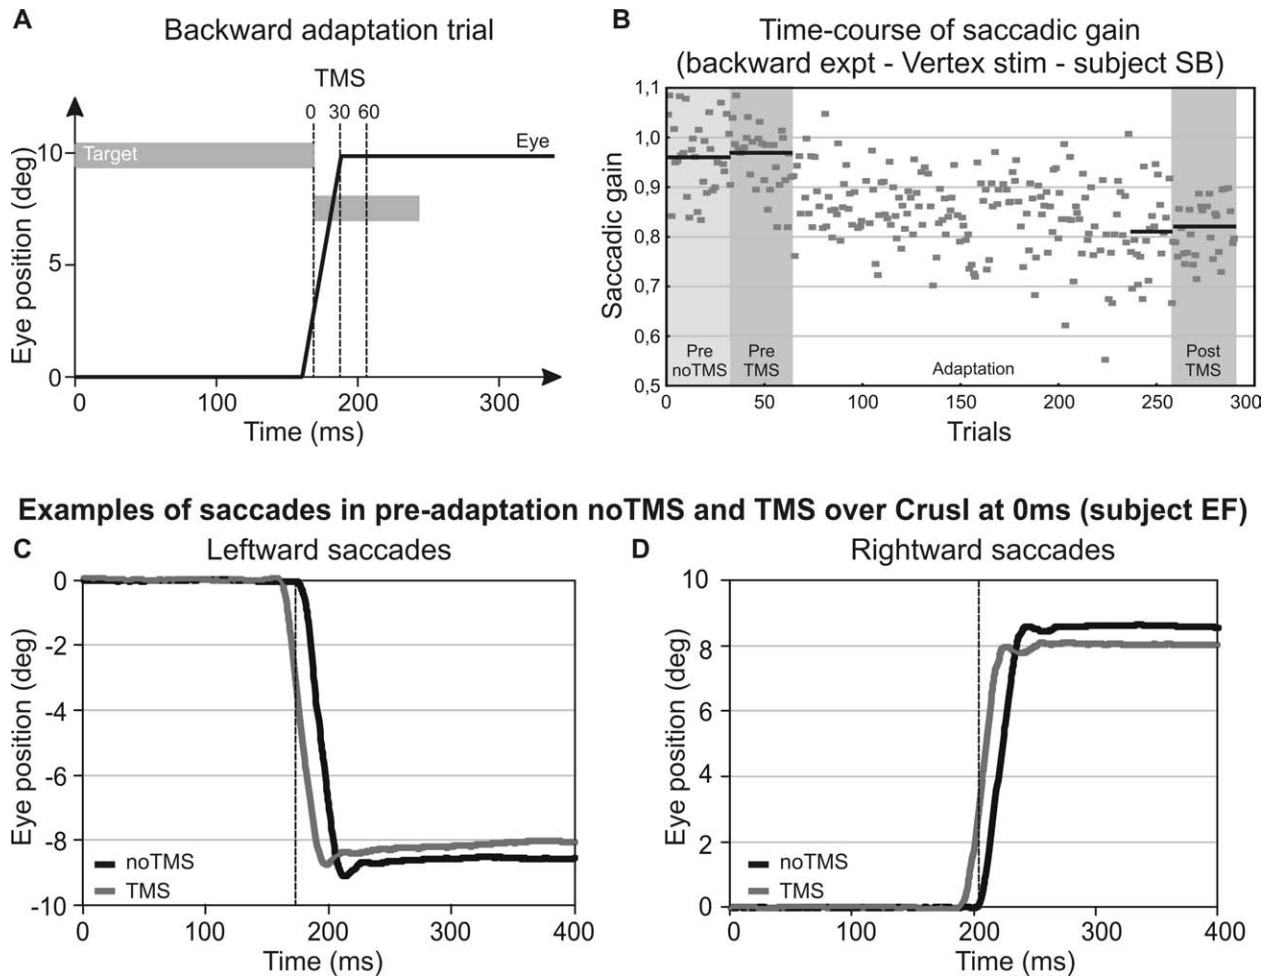 A
Backward adaptation trial
TMS
0 30 60
Eye
Target
10
5
0
Eye position (deg)
0 100 200 300
Time (ms)
B
Time-course of saccadic gain
(backward expt - Vertex stim - subject SB)
1,1
1,0
0,9
0,8
0,7
0,6
0,5
Saccadic gain
Pre
noTMS
Pre
TMS
Adaptation
Post
TMS
0 50 100 150 200 250 300
Trials
Examples of saccades in pre-adaptation noTMS and TMS over CrusI at 0ms (subject EF)
C
Leftward saccades
0
-2
-4
-6
-8
-10
Eye position (deg)
noTMS
TMS
0 100 200 300 400
Time (ms)
D
Rightward saccades
10
8
6
4
2
0
Eye position (deg)
noTMS
TMS
0 100 200 300 400
Time (ms)